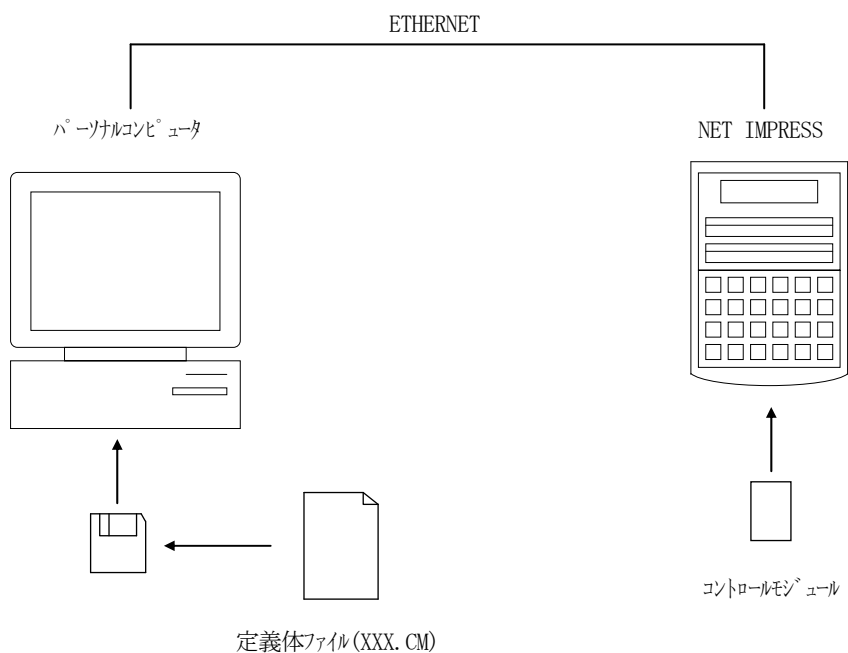 ETHERNET
ﾊﾟｰｿﾅﾙｺﾝﾋﾟｭｰﾀ
NET IMPRESS
ｺﾝﾄﾛｰﾙﾓｼﾞｭｰﾙ
定義体ﾌｧｲﾙ(XXX.CM)